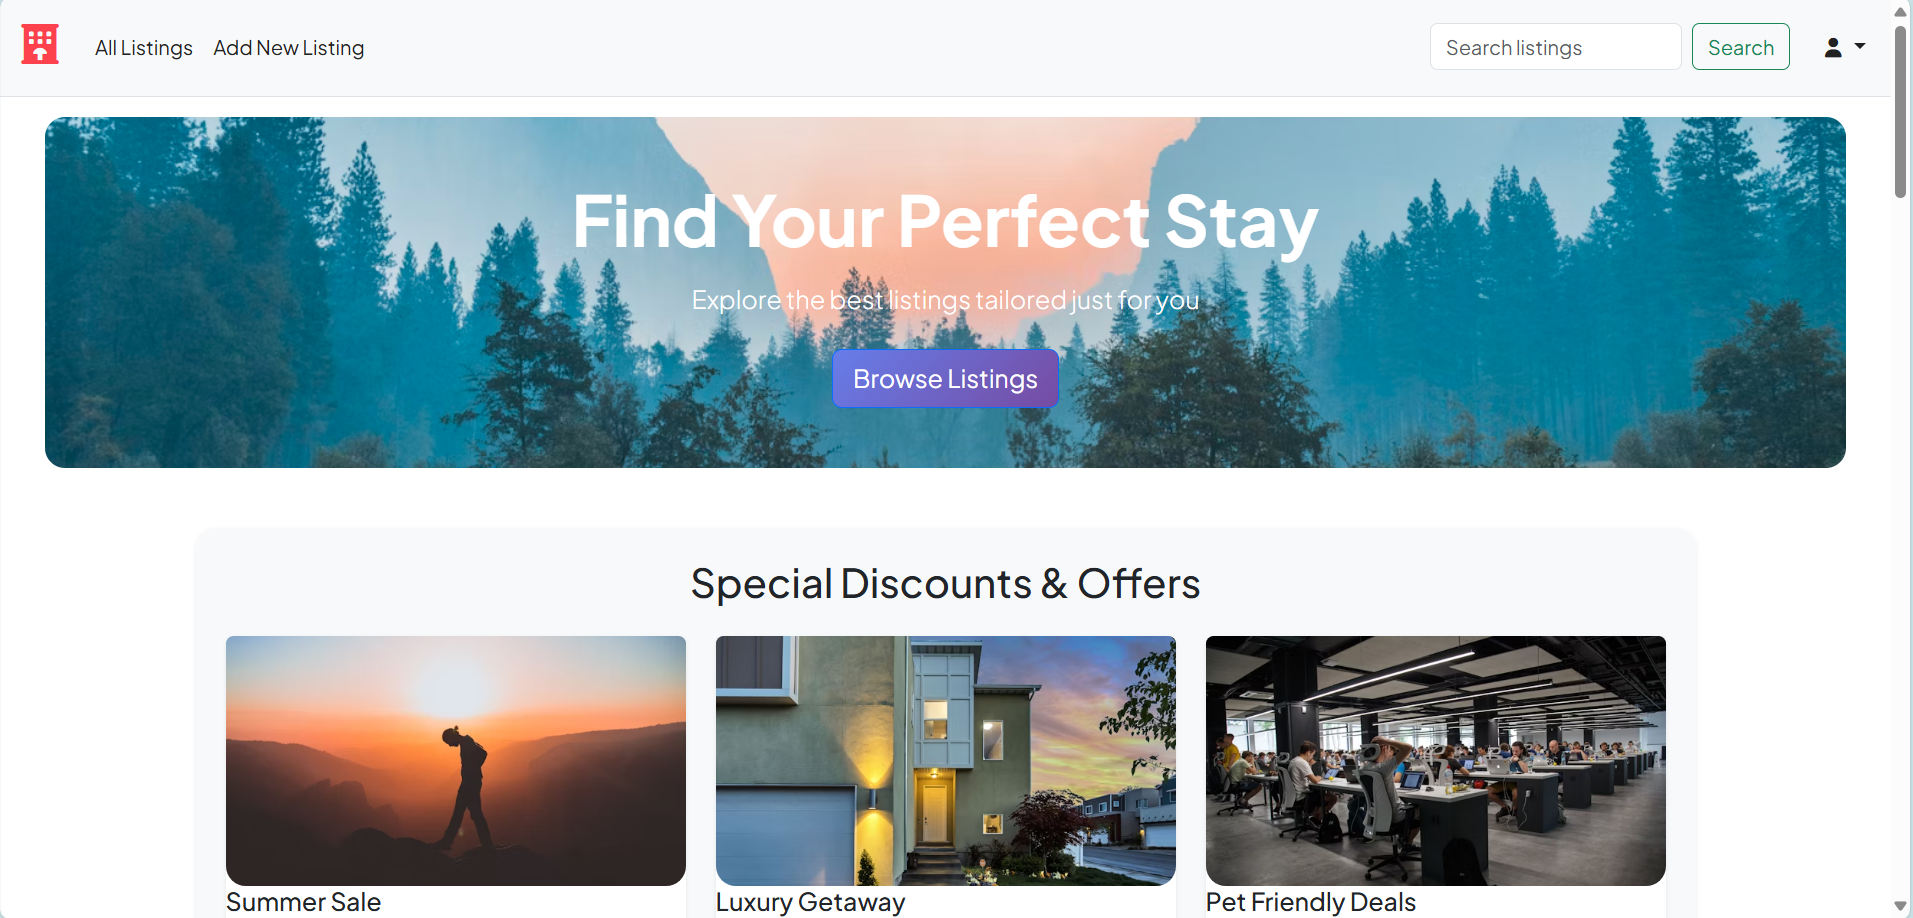 All Listings Add New Listing Search listings Search
Find Your Perfect Stay
Explore the best listings tailored just for you
Browse Listings
Special Discounts & Offers
Summer Sale Luxury Getaway Pet Friendly Deals